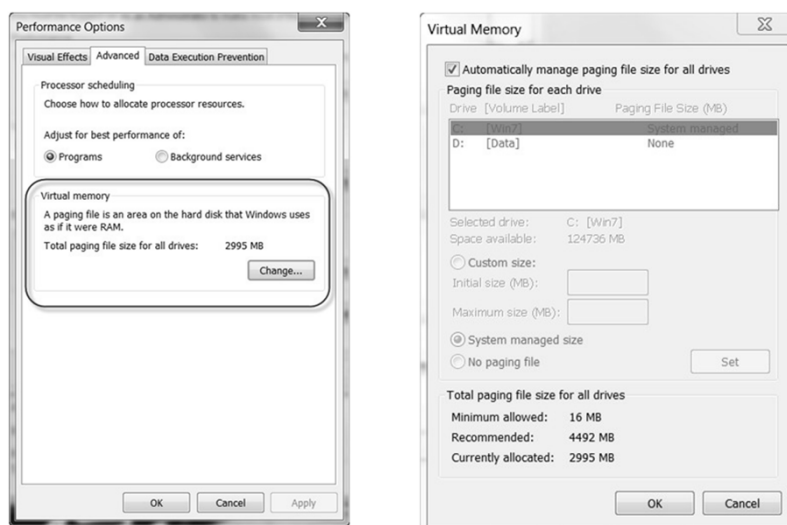 Performance Options
Visual Effects Advanced Data Execution Prevention
Processor scheduling
Choose how to allocate processor resources.
Adjust for best performance of:
Programs Background services
Virtual memory
A paging file is an area on the hard disk that Windows uses
as if it were RAM.
Total paging file size for all drives: 2995 MB
Change...
OK Cancel Apply
Virtual Memory
Automatically manage paging file size for all drives
Paging file size for each drive
Drive [Volume Label] Paging File Size (MB)
C: [Win7] System managed
D: [Data] None
Selected drive: C: [Win7]
Space available: 124736 MB
Custom size:
Initial size (MB):
Maximum size (MB):
System managed size
No paging file Set
Total paging file size for all drives
Minimum allowed: 16 MB
Recommended: 4492 MB
Currently allocated: 2995 MB
OK Cancel